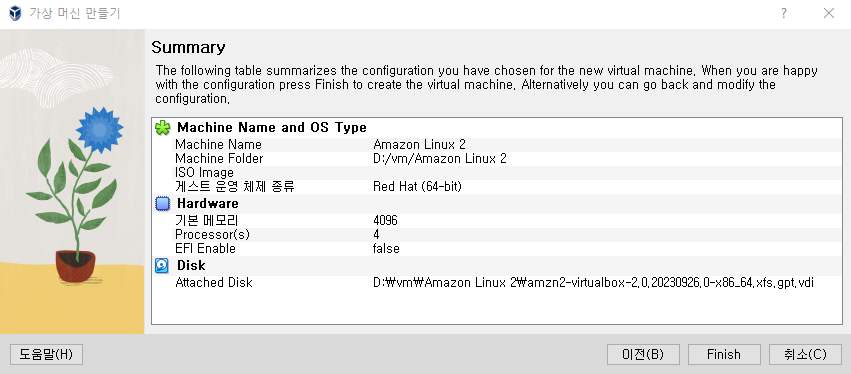 가상 머신 만들기
?
Summary
The following table summarizes the configuration you have chosen for the new virtual machine. When you are happy
with the configuration press Finish to create the virtual machine. Alternatively you can go back and modify the
configuration.
Machine Name and OS Type
Machine Name Amazon Linux 2
Machine Folder D:/vm/Amazon Linux 2
ISO Image
게스트 운영 체제 종류 Red Hat (64-bit)
Hardware
기본 메모리 4096
Processor(s) 4
EFI Enable false
Disk
Attached Disk D:₩vm₩Amazon Linux 2₩amzn2-virtualbox-2.0.20230926.0-x86_64.xfs.gpt.vdi
도움말(H) 이전(B) Finish 취소(C)